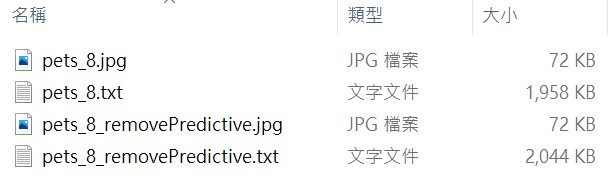 名稱 類型 大小
pets_8.jpg JPG 檔案 72 KB
pets_8.txt 文字文件 1,958 KB
pets_8_removePredictive.jpg JPG 檔案 72 KB
pets_8_removePredictive.txt 文字文件 2,044 KB